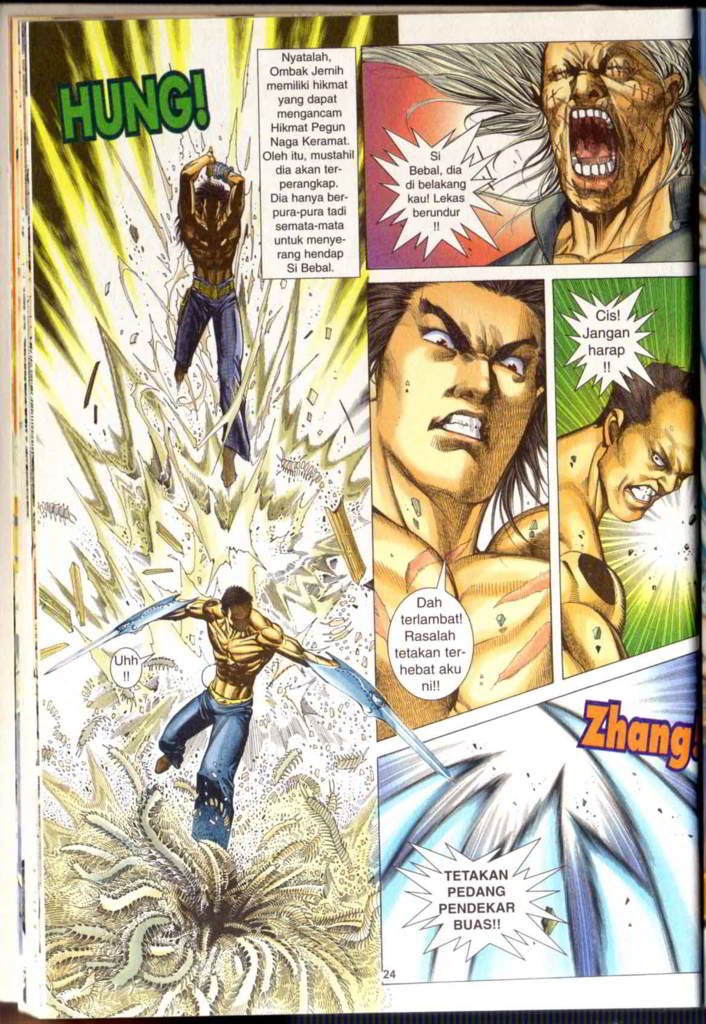 HUNG!
Nyatalah,
Ombak Jernih
memiliki hikmat
yang dapat
mengancam
Hikmat Pegun
Naga Keramat.
Oleh itu, mustahil
dia akan ter-
perangkap.
Dia hanya ber-
pura-pura tadi
semata-mata
untuk menye-
rang hendap
Si Bebal.
Si
Bebal, dia
di belakang
kau! Lekas
berundur
!!
Cis!
Jangan
harap
!!
Dah
terlambat!
Rasalah
tetakan ter-
hebat aku
ni!!
Uhh
!!
Zhang!
TETAKAN
PEDANG
PENDEKAR
BUAS!!
24